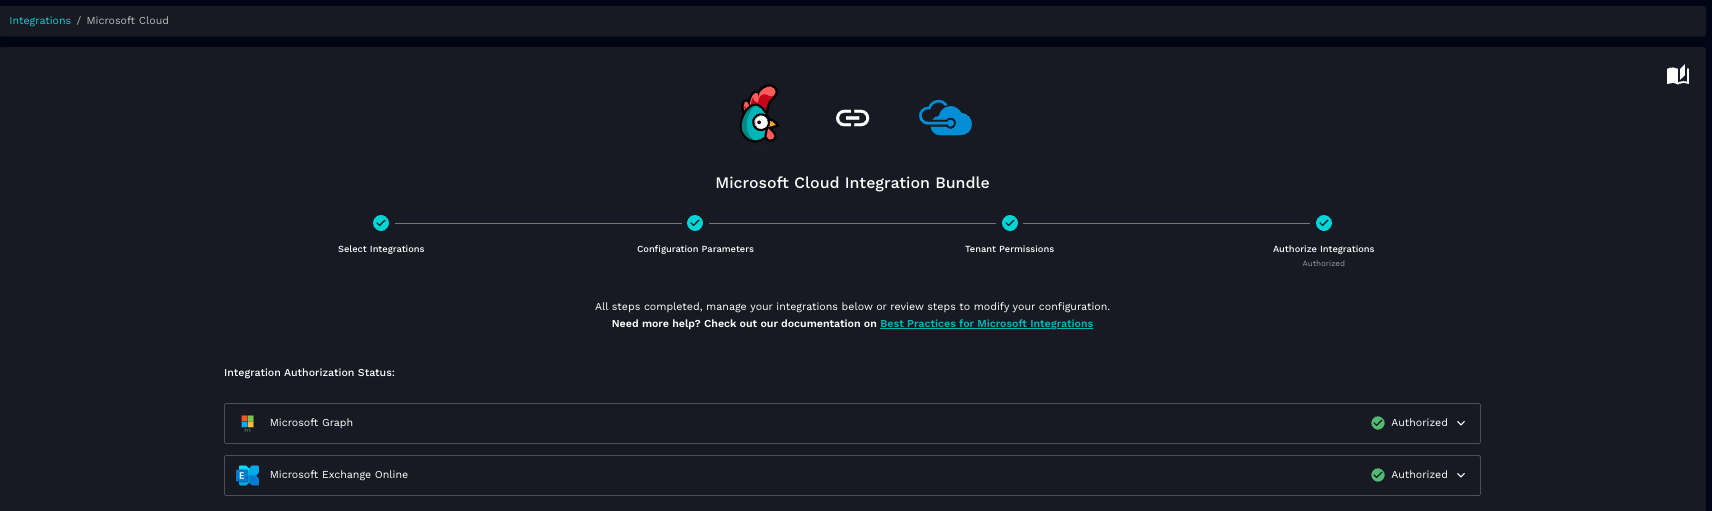 Integrations / Microsoft Cloud
Microsoft Cloud Integration Bundle
Select Integrations
Configuration Parameters
Tenant Permissions
Authorize Integrations
Authorized
All steps completed, manage your integrations below or review steps to modify your configuration.
Need more help? Check out our documentation on Best Practices for Microsoft Integrations
Integration Authorization Status:
Microsoft Graph Authorized
E Microsoft Exchange Online Authorized